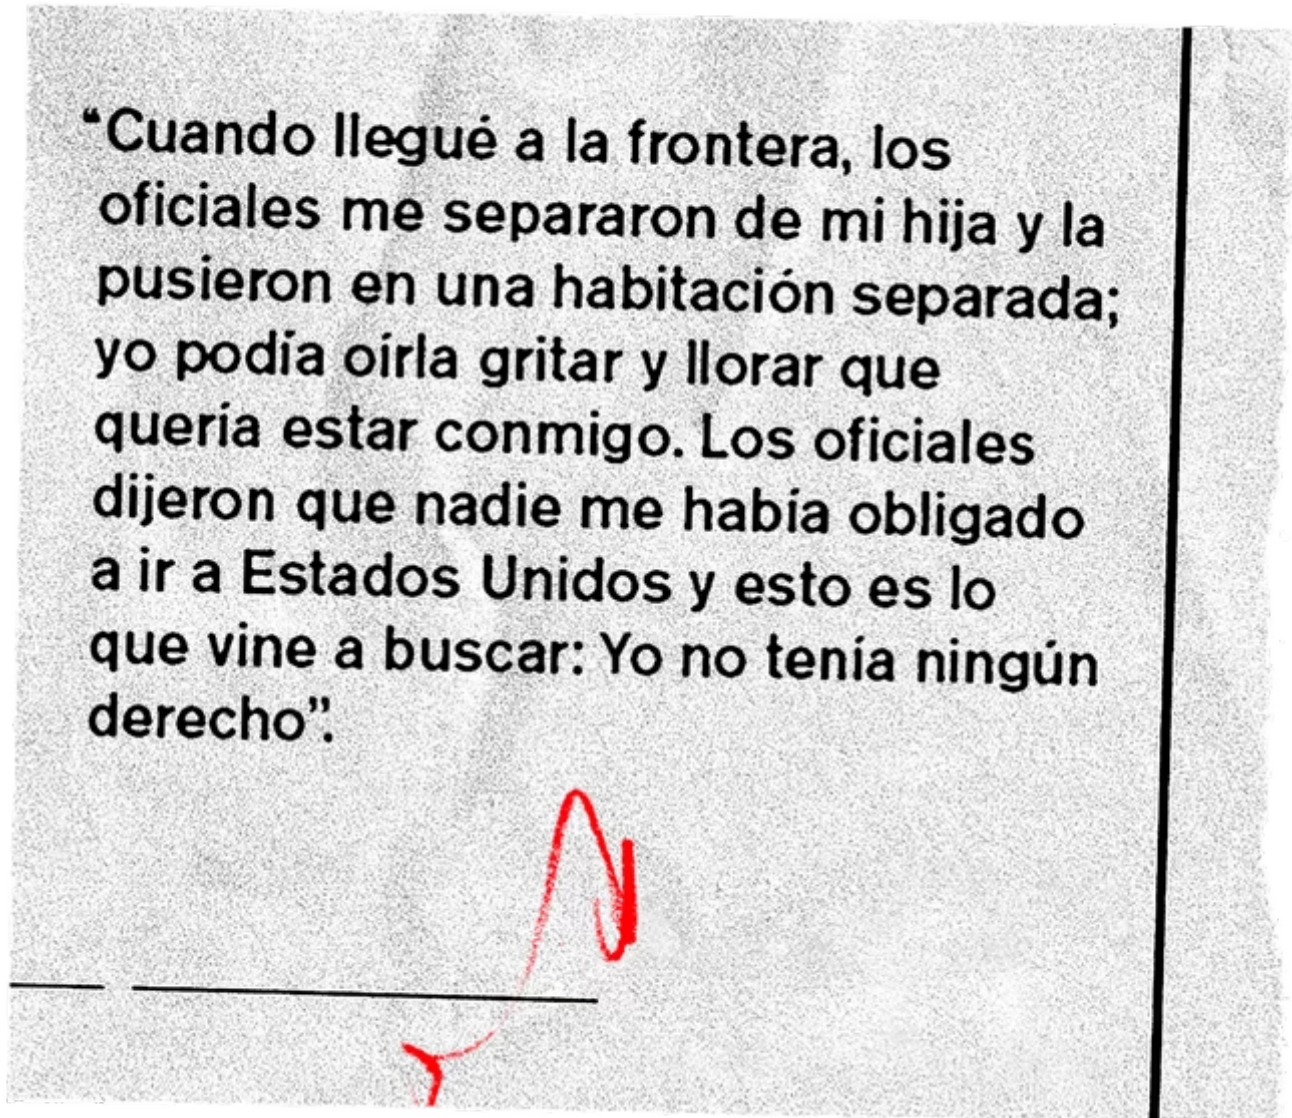 “Cuando llegué a la frontera, los
oficiales me separaron de mi hija y la
pusieron en una habitación separada;
yo podía oírla gritar y llorar que
quería estar conmigo. Los oficiales
dijeron que nadie me había obligado
a ir a Estados Unidos y esto es lo
que vine a buscar: Yo no tenía ningún
derecho”.